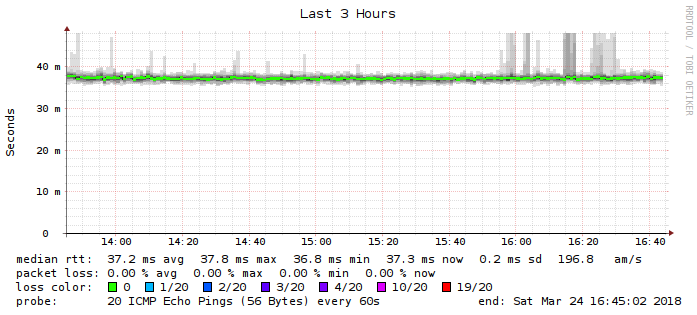 Last 3 Hours
RRDTOOL / TOBI OETIKER
Seconds
40 m
30 m
20 m
10 m
0
14:00 14:20 14:40 15:00 15:20 15:40 16:00 16:20 16:40
median rtt: 37.2 ms avg 37.8 ms max 36.8 ms min 37.3 ms now 0.2 ms sd 196.8 am/s
packet loss: 0.00 % avg 0.00 % max 0.00 % min 0.00 % now
loss color: 0 1/20 2/20 3/20 4/20 10/20 19/20
probe: 20 ICMP Echo Pings (56 Bytes) every 60s end: Sat Mar 24 16:45:02 2018